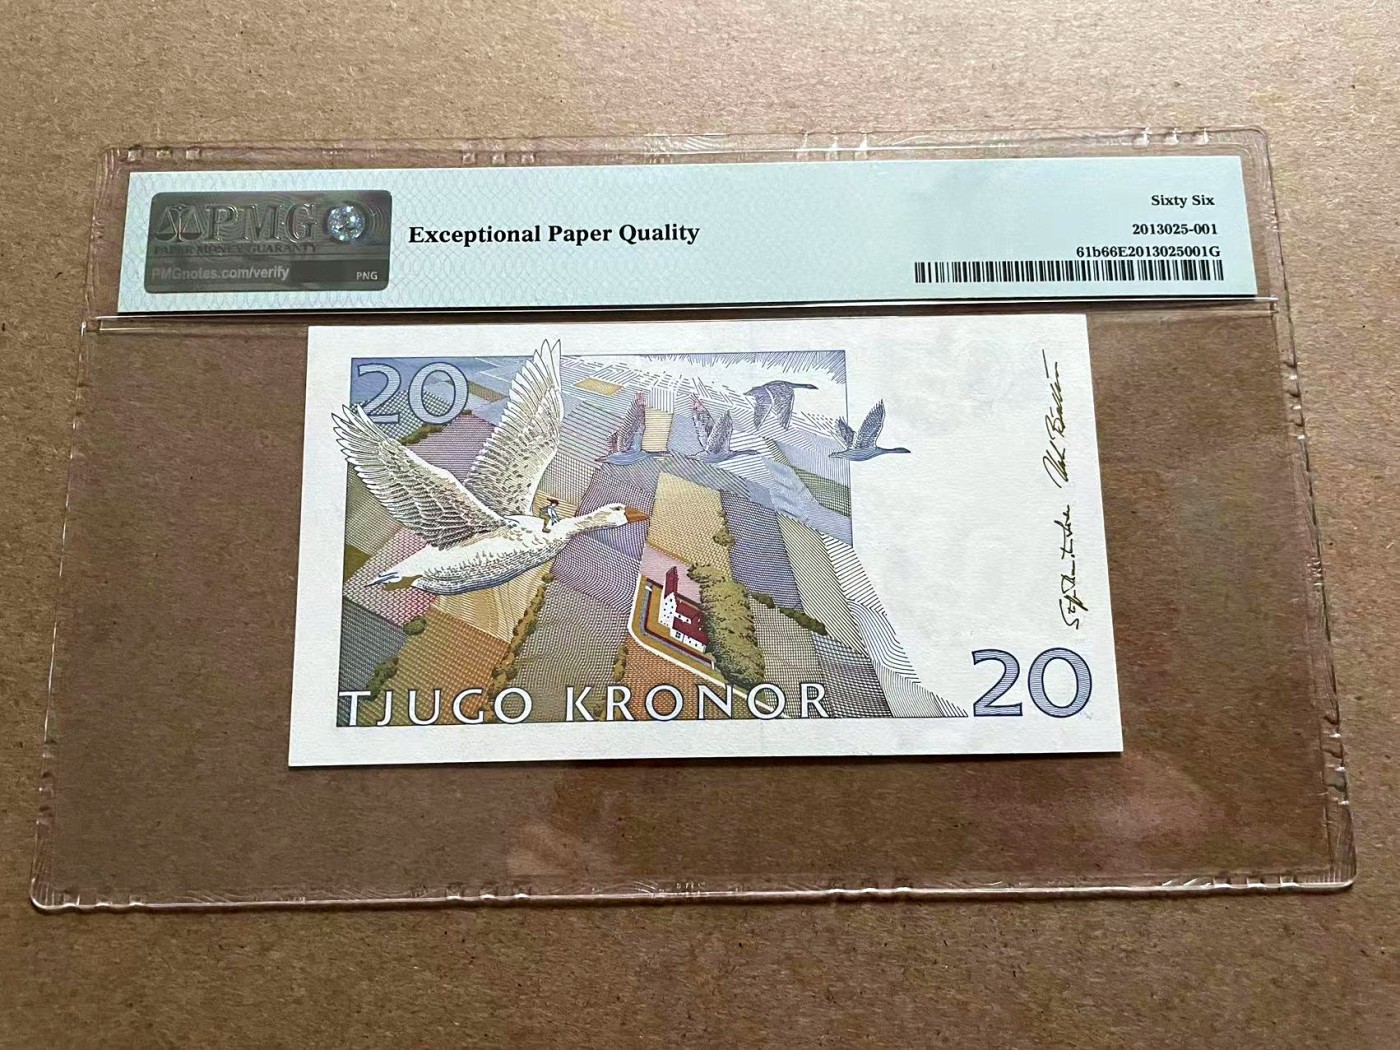 PMG
PAPER MONEY GUARANTY
PMGnotes.com/verify
PNG
Exceptional Paper Quality
Sixty Six
2013025-001
61b66E2013025001G
20
TJUGO KRONOR
20